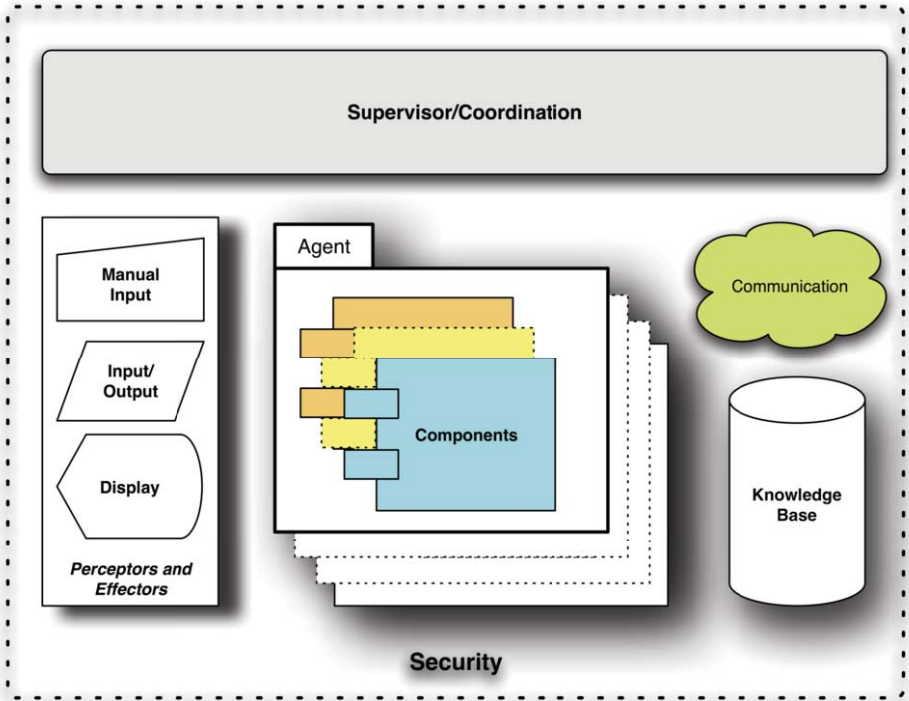 Supervisor/Coordination
Manual
Input
Input/
Output
Display
Perceptors and
Effectors
Agent
Components
Communication
Knowledge
Base
Security